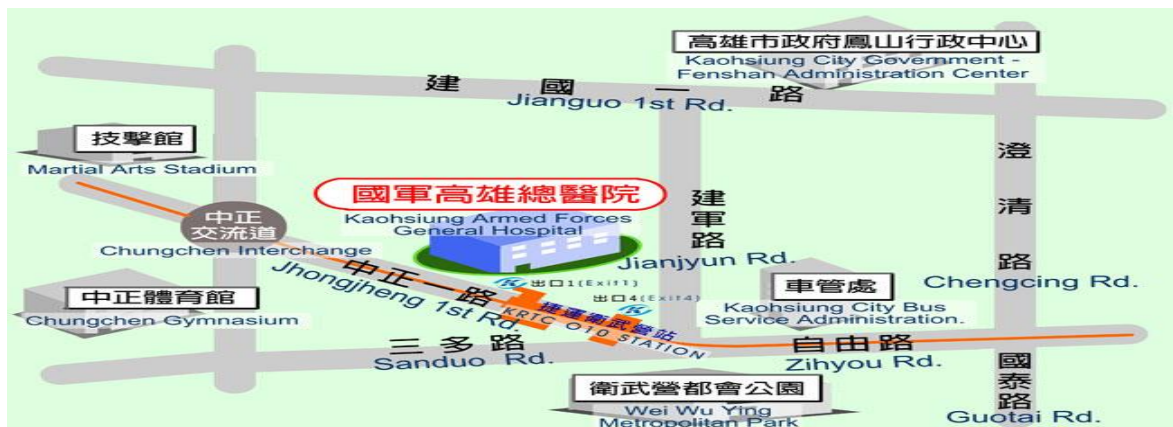 高雄市政府鳳山行政中心
Kaohsiung City Government -
Fenshan Administration Center
建國一路
Jianguo 1st Rd.
技擊館
Martial Arts Stadium
澄清路
Chengcing Rd.
國軍高雄總醫院
Kaohsiung Armed Forces
General Hospital
建軍路
Jianjyun Rd.
中正
交流道
Chungchen Interchange
中正一路
Jhongjheng 1st Rd.
出口1(Exit1)
出口4(Exit4)
車管處
Kaohsiung City Bus
Service Administration.
中正體育館
Chungchen Gymnasium
捷運衛武營站
KRTC O10 STATION
三多路
Sanduo Rd.
自由路
Zihyou Rd.
衛武營都會公園
Wei Wu Ying
Metropolitan Park
國泰路
Guotai Rd.